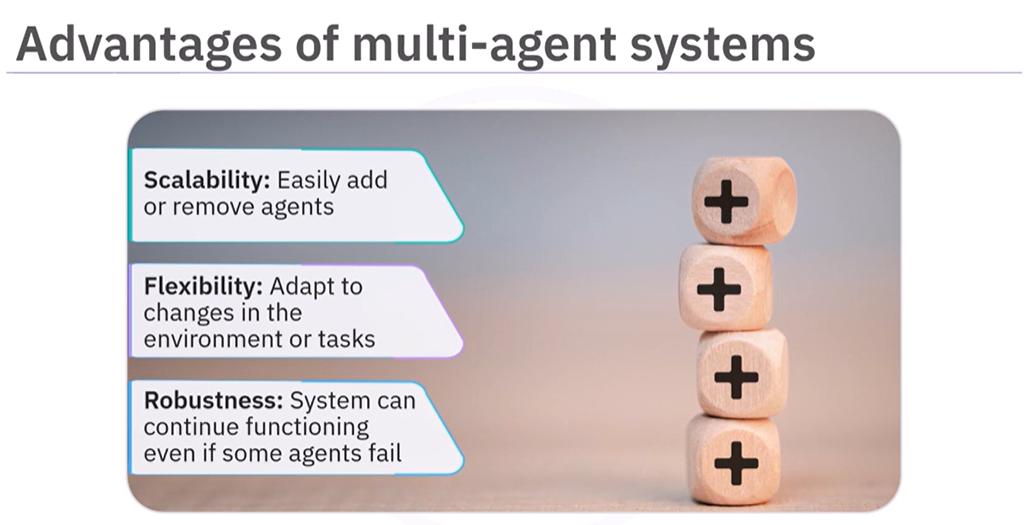 Advantages of multi-agent systems
Scalability: Easily add
or remove agents
Flexibility: Adapt to
changes in the
environment or tasks
Robustness: System can
continue functioning
even if some agents fail
+
+
+
+